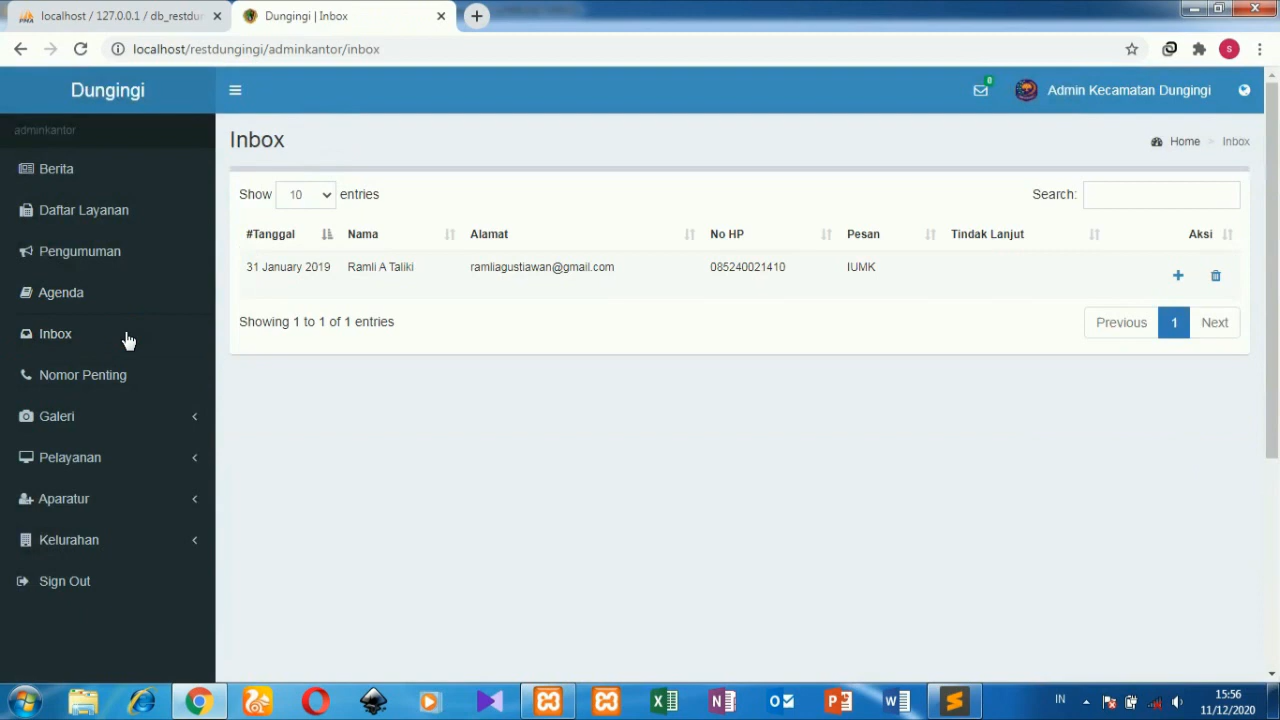 localhost / 127.0.0.1 / db_restdu
Dungingi | Inbox
localhost/restdungingi/adminkantor/inbox
S
Dungingi
0
Admin Kecamatan Dungingi
adminkantor
Inbox
Home > Inbox
Berita
Daftar Layanan
Pengumuman
Agenda
Inbox
Nomor Penting
Galeri
Pelayanan
Aparatur
Kelurahan
Sign Out
Show 10 entries
Search:
#Tanggal Nama Alamat No HP Pesan Tindak Lanjut Aksi
31 January 2019 Ramli A Taliki ramliagustiawan@gmail.com 085240021410 IUMK
Showing 1 to 1 of 1 entries
Previous 1 Next
IN
15:56
11/12/2020